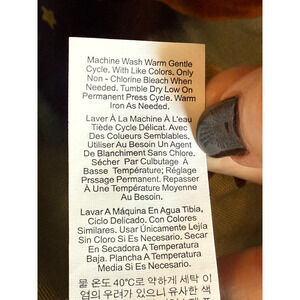 Machine Wash Warm Gentle
Cycle, With Like Colors, Only
Non - Chlorine Bleach When
Needed. Tumble Dry Low On
Permanent Press Cycle. Warm
Iron As Needed.
Laver À La Machine À L'eau
Tiède Cycle Délicat. Avec
Des Colueurs Semblables.
Utiliser Au Besoin Un Agent
De Blanchiment Sans Chlore.
Sécher Par Culbutage À
Basse Température; Réglage
Prssage Permanent. Repasser
À Une Température Moyenne
Au Besoin.
Lavar A Máquina En Agua Tibia,
Ciclo Delicado. Con Colores
Similares. Usar Únicamente Lejía
Sin Cloro Si Es Necesario. Secar
En Secadora A Temperatura
Baja. Plancha A Temperatura
Media Si Es Necesario.
물 온도 40℃로 약하게 세탁 이
염의 우려가 있으니 유사한 색